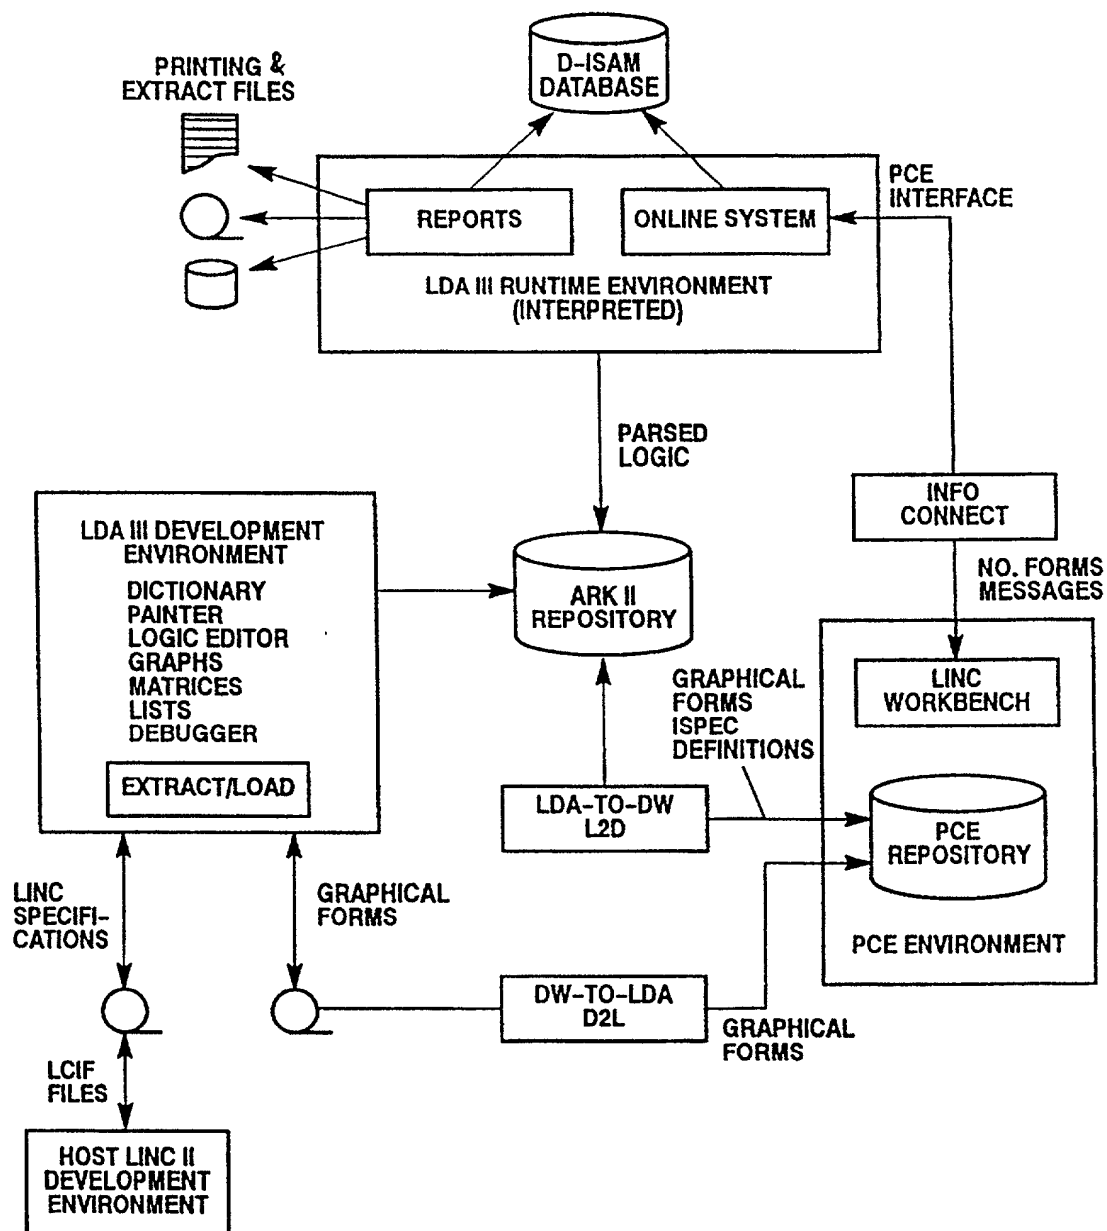 D-ISAM
DATABASE
PRINTING &
EXTRACT FILES
PCE
INTERFACE
REPORTS
ONLINE SYSTEM
LDA III RUNTIME ENVIRONMENT
(INTERPRETED)
PARSED
LOGIC
INFO
CONNECT
LDA III DEVELOPMENT
ENVIRONMENT
DICTIONARY
PAINTER
LOGIC EDITOR
GRAPHS
MATRICES
LISTS
DEBUGGER
EXTRACT/LOAD
ARK II
REPOSITORY
NO. FORMS
MESSAGES
LINC
WORKBENCH
GRAPHICAL
FORMS
ISPEC
DEFINITIONS
LDA-TO-DW
L2D
PCE
REPOSITORY
PCE ENVIRONMENT
LINC
SPECIFI-
CATIONS
GRAPHICAL
FORMS
DW-TO-LDA
D2L
GRAPHICAL
FORMS
LCIF
FILES
HOST LINC II
DEVELOPMENT
ENVIRONMENT